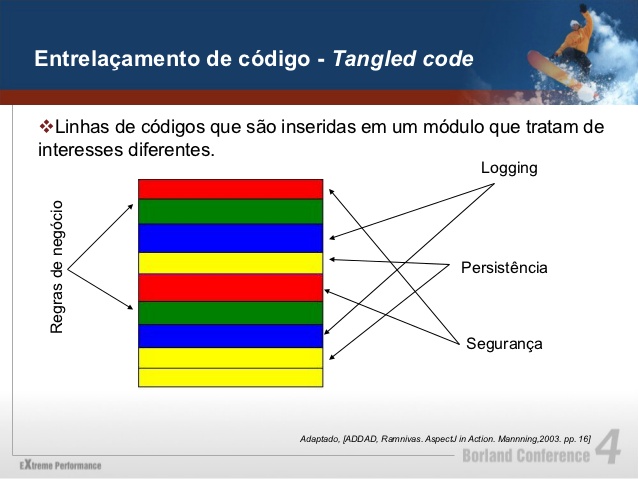 Entrelaçamento de código - Tangled code
❖Linhas de códigos que são inseridas em um módulo que tratam de
interesses diferentes.
Logging
Regras de negócio
Persistência
Segurança
Adaptado, [ADDAD, Ramnivas. AspectJ in Action. Mannning,2003. pp. 16]
EXtreme Performance
Borland Conference 4